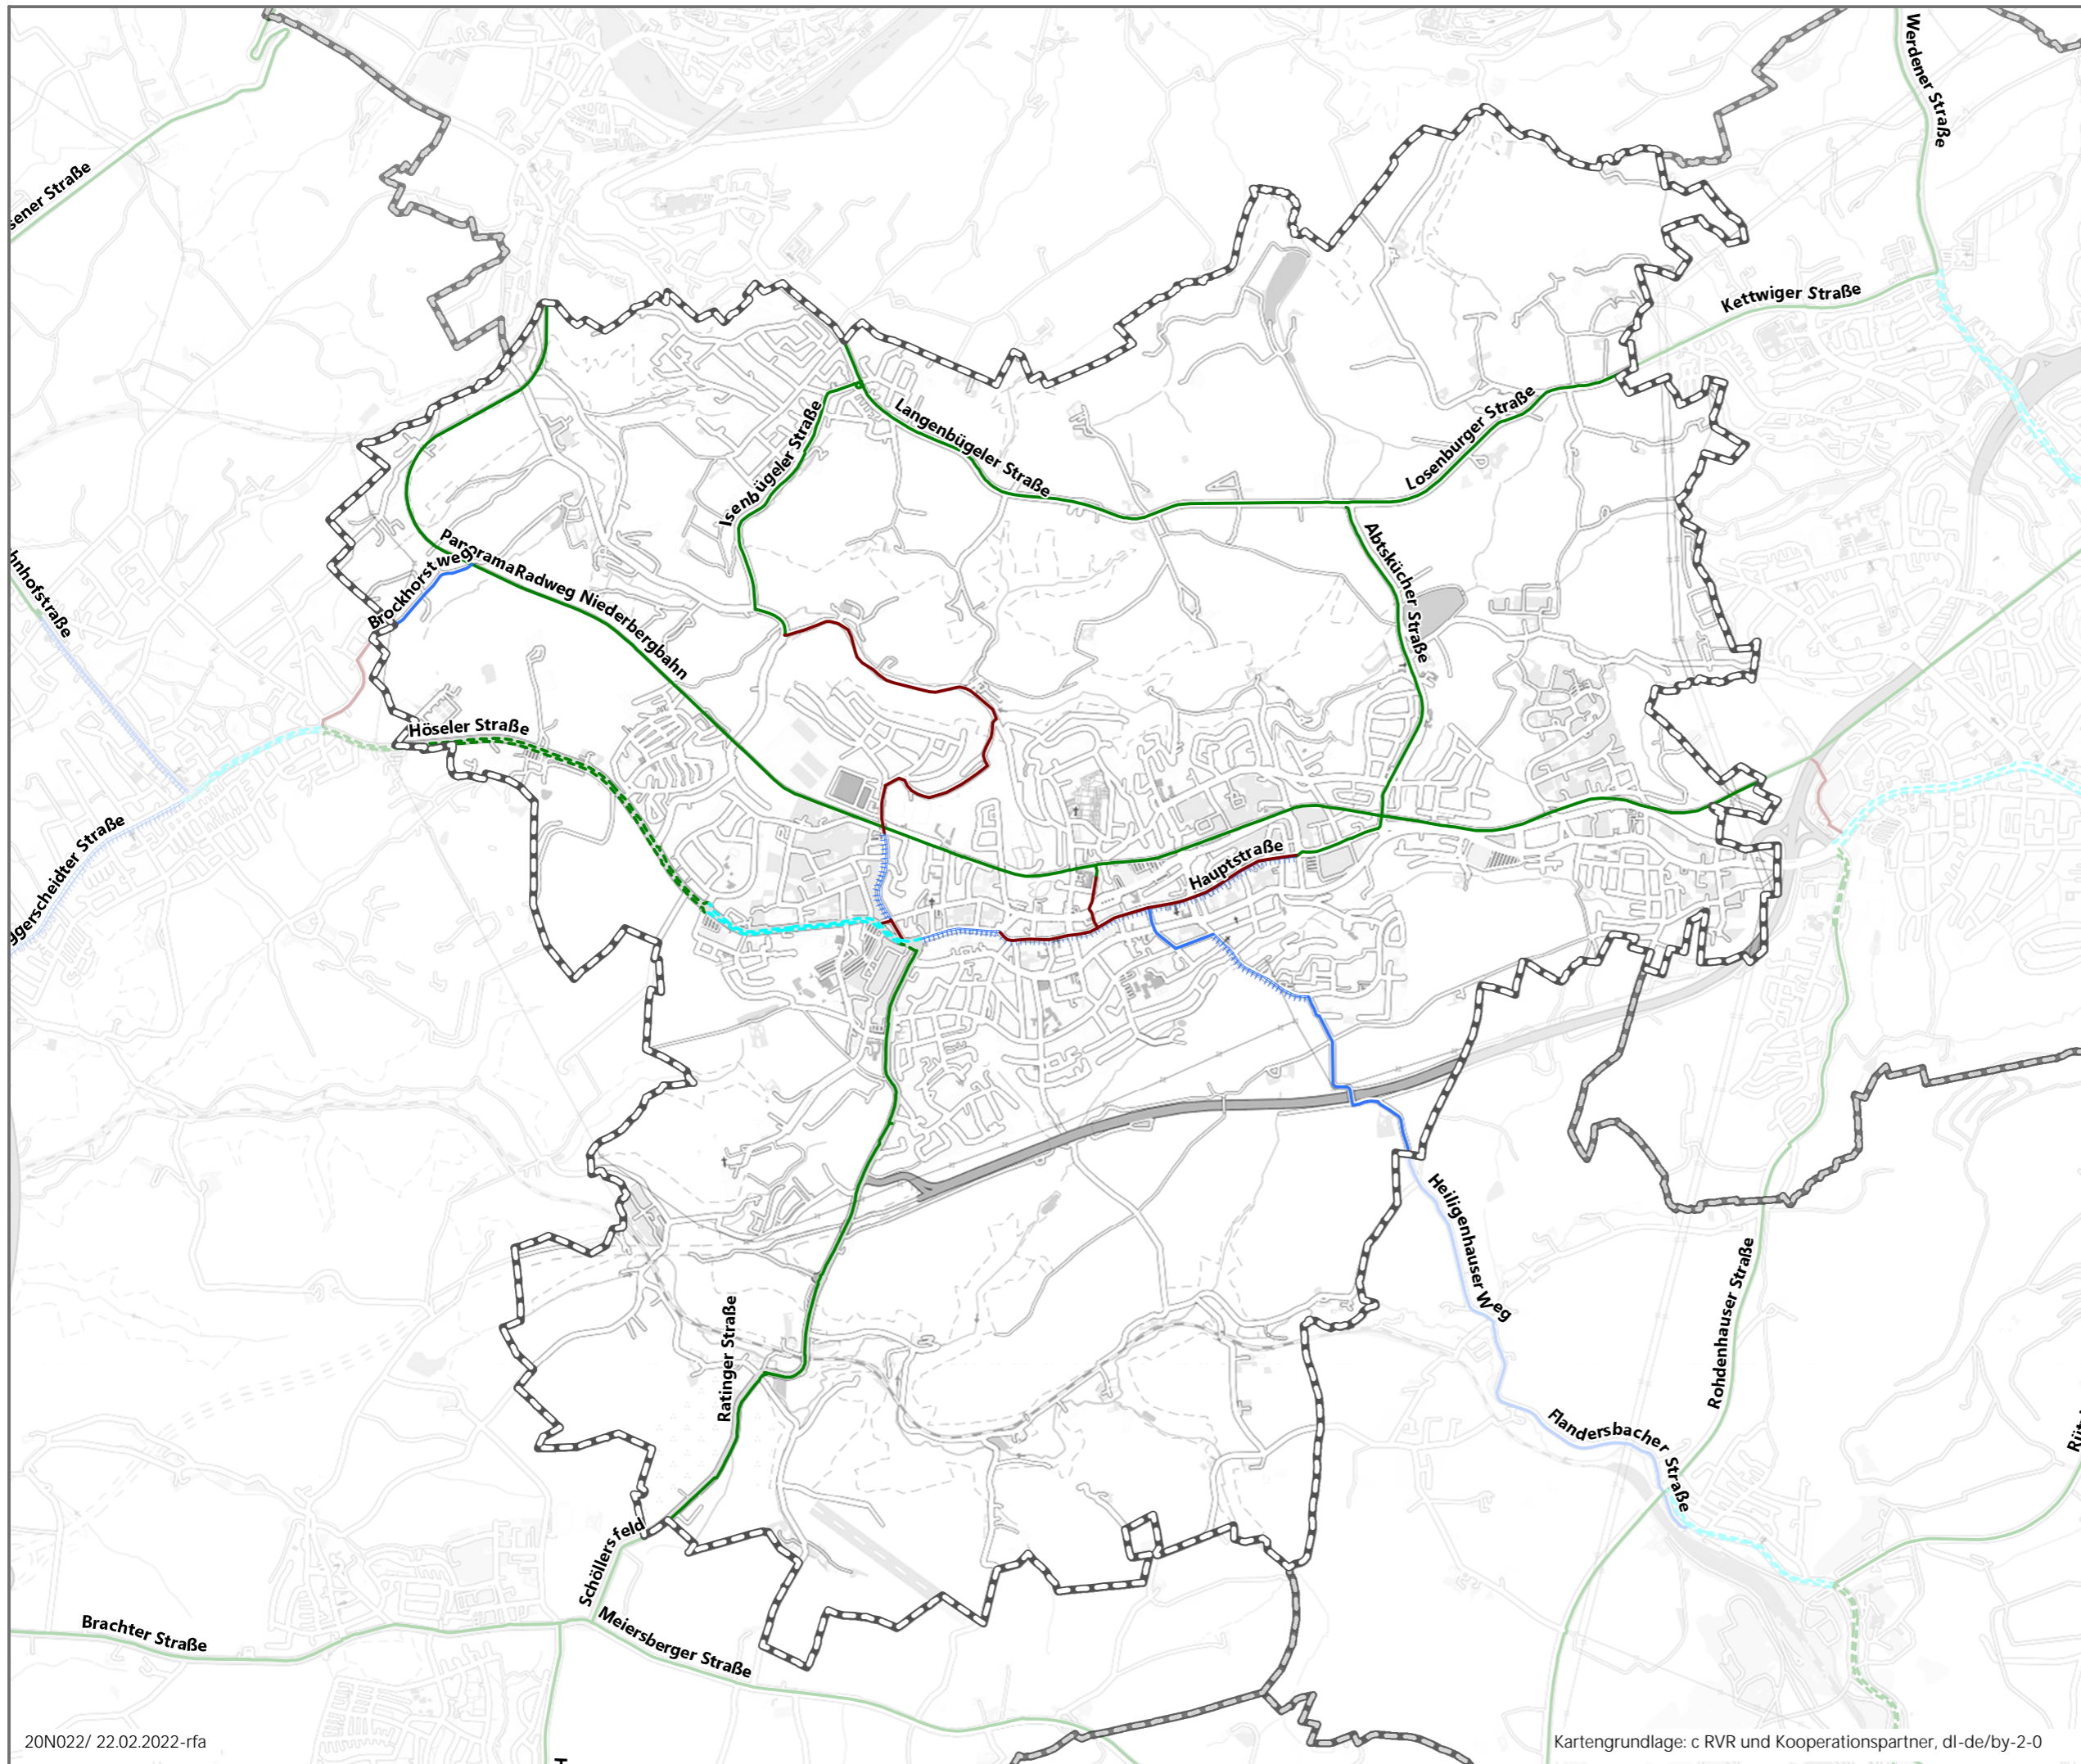 Werdener Straße
sener Straße
Kettwiger Straße
Langenbügeler Straße
Isenbügeler Straße
Losenburger Straße
Abtskücher Straße
PanoramaRadweg Niederbergbahn
Brockhorstweg
hnhofstraße
Höseler Straße
ggerscheidter Straße
Hauptstraße
Heiligenhauser Weg
Rohdenhauser Straße
Ratinger Straße
Flandersbacher Straße
Schöllersfeld
Brachter Straße
Meiersberger Straße
20N022/ 22.02.2022-rfa
Kartengrundlage: c RVR und Kooperationspartner, dl-de/by-2-0